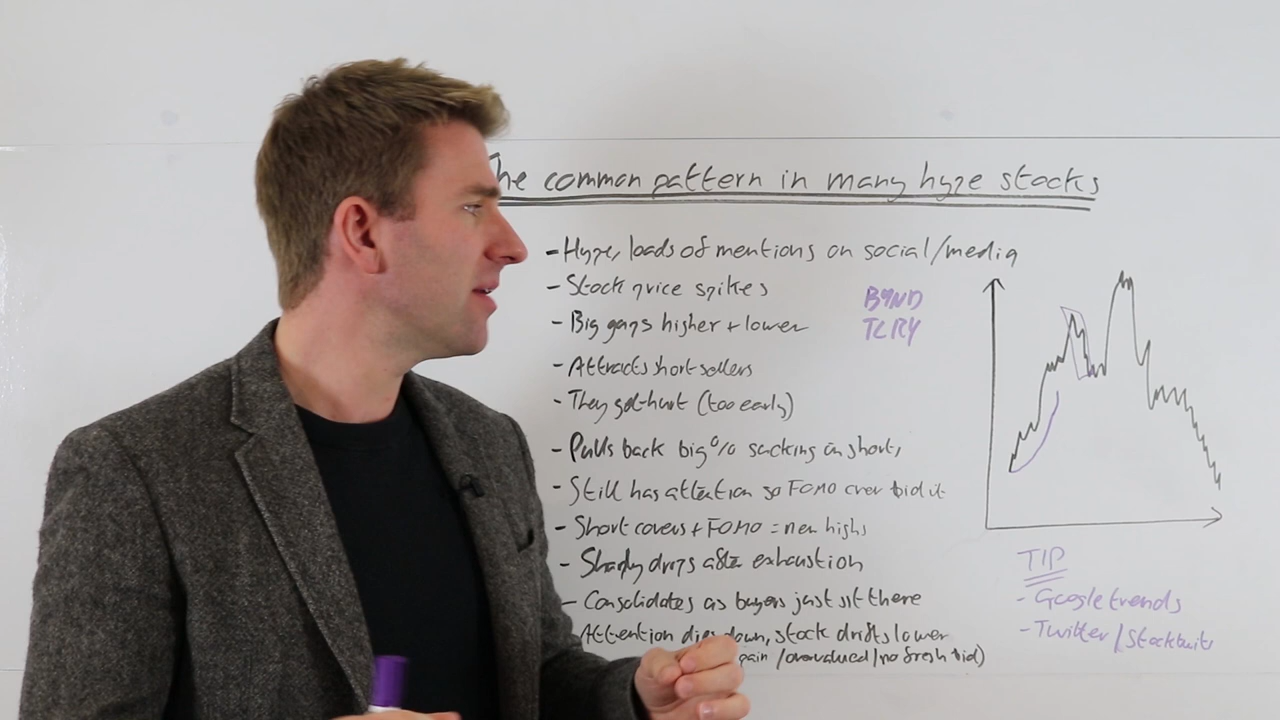 The common pattern in many hype stocks
- Hype, loads of mentions on social/media
- Stock price spikes
- Big gaps higher + lower
- Attracts short sellers
- They get hurt (too early)
- Pulls back big % sucking in shorts
- Still has attention so FOMO over bid it
- Short covers + FOMO = new highs
- Sharply drops after exhaustion
- Consolidates as buyers just sit there
Attention dies down, stock drifts lower
pain / overvalued / no fresh bid)
BYND
TLRY
TIP
- Google trends
- Twitter / Stocktwits